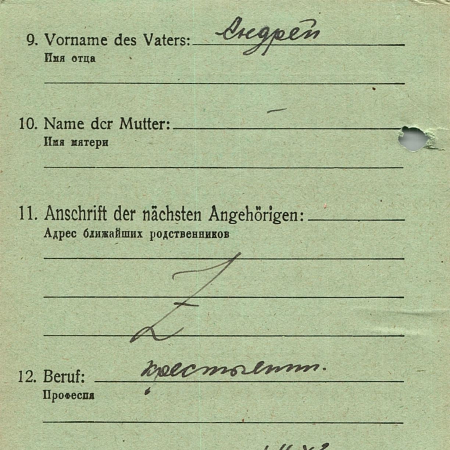 9. Vorname des Vaters: Андрей
Имя отца
10. Name der Mutter: –
Имя матери
11. Anschrift der nächsten Angehörigen:
Адрес ближайших родственников
Z
12. Beruf: крестьянин.
Професия